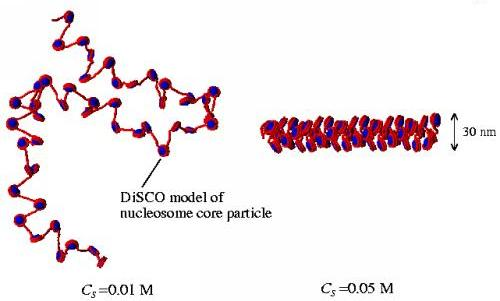 30 nm
DiSCO model of
nucleosome core particle
C_S=0.01 M
C_S=0.05 M